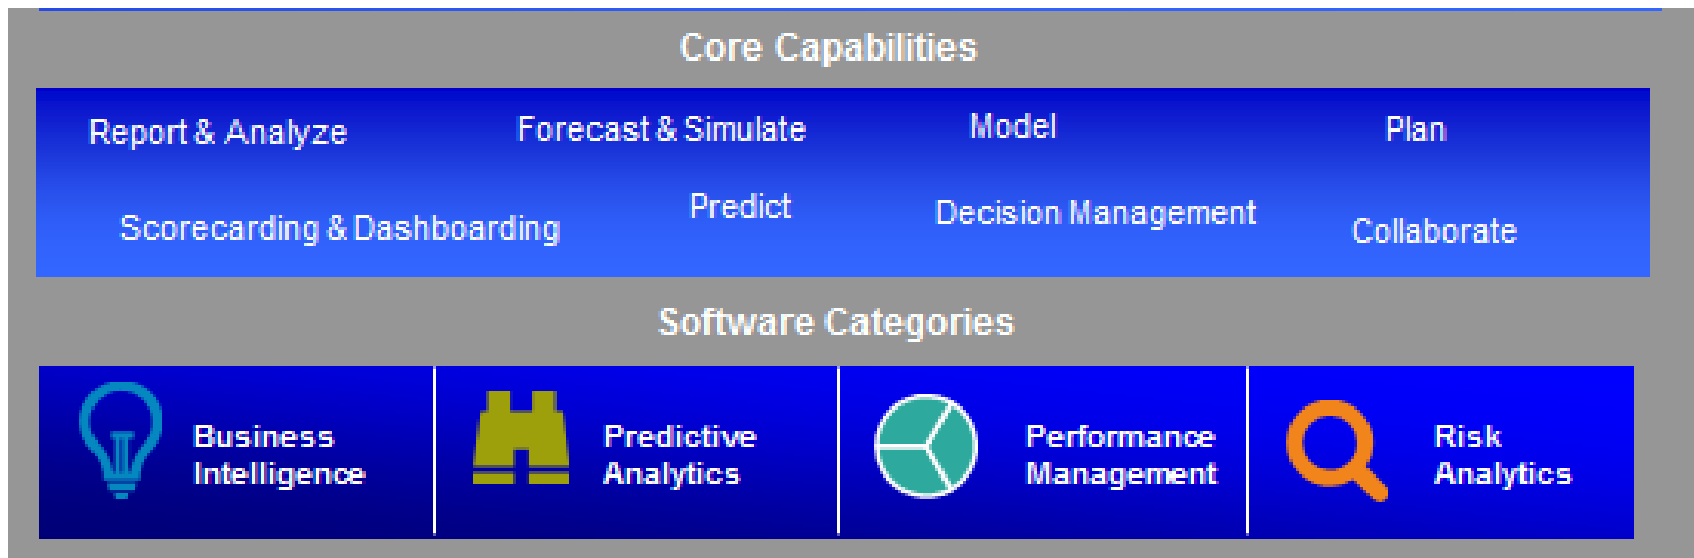 Core Capabilities
Report & Analyze
Forecast & Simulate
Model
Plan
Scorecarding & Dashboarding
Predict
Decision Management
Collaborate
Software Categories
Business
Intelligence
Predictive
Analytics
Performance
Management
Risk
Analytics